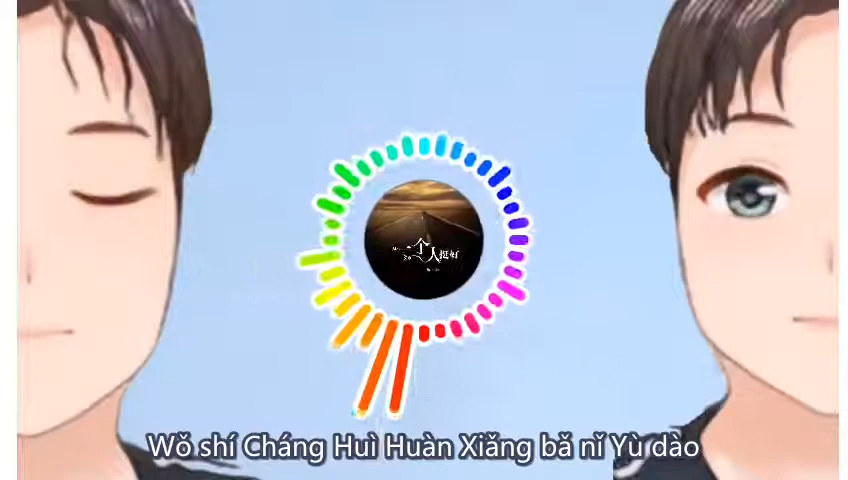 一个人挺好
Wǒ shí Cháng Huì Huàn Xiǎng bǎ nǐ Yù dào